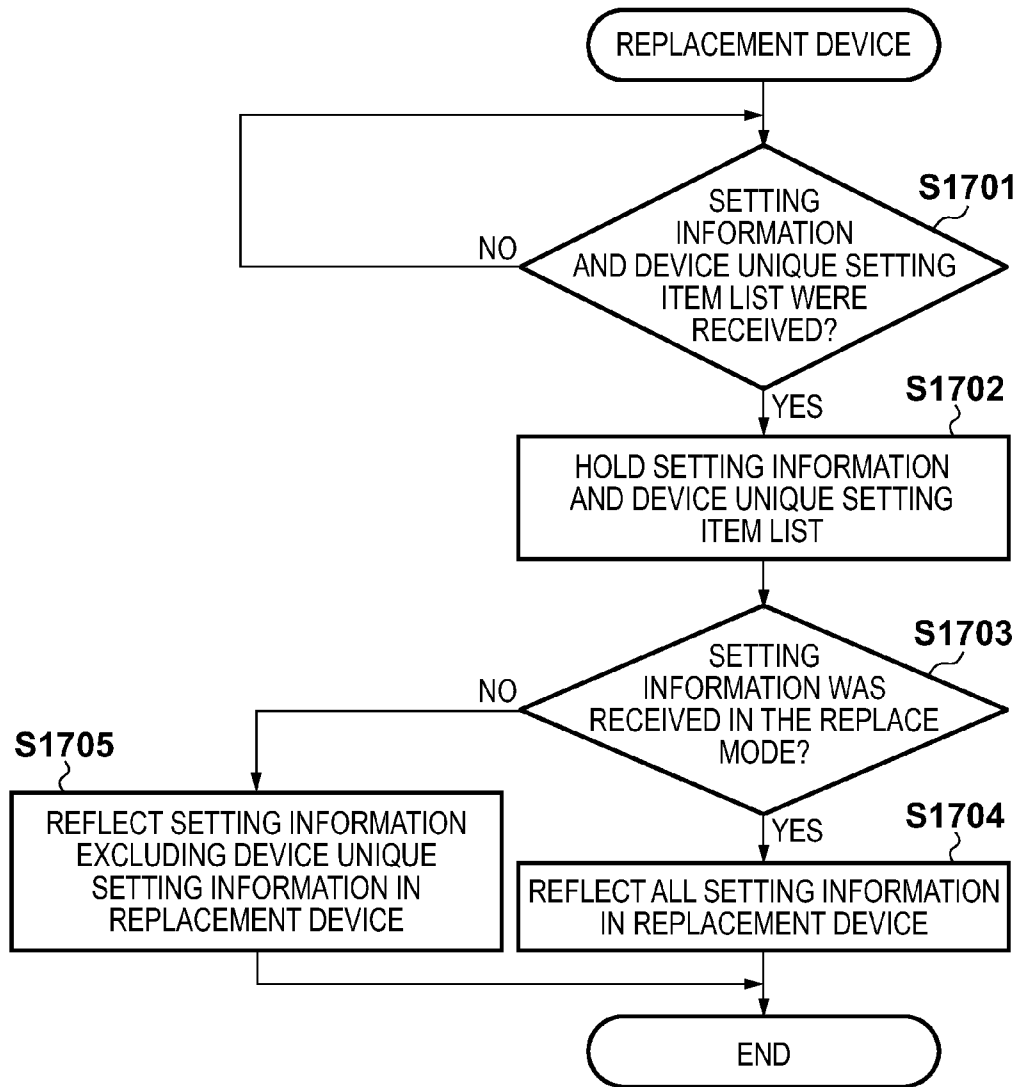 REPLACEMENT DEVICE
S1701
SETTING
INFORMATION
AND DEVICE UNIQUE SETTING
ITEM LIST WERE
RECEIVED?
NO
YES
S1702
HOLD SETTING INFORMATION
AND DEVICE UNIQUE SETTING
ITEM LIST
S1703
SETTING
INFORMATION WAS
RECEIVED IN THE REPLACE
MODE?
NO
YES
S1705
REFLECT SETTING INFORMATION
EXCLUDING DEVICE UNIQUE
SETTING INFORMATION IN
REPLACEMENT DEVICE
S1704
REFLECT ALL SETTING INFORMATION
IN REPLACEMENT DEVICE
END